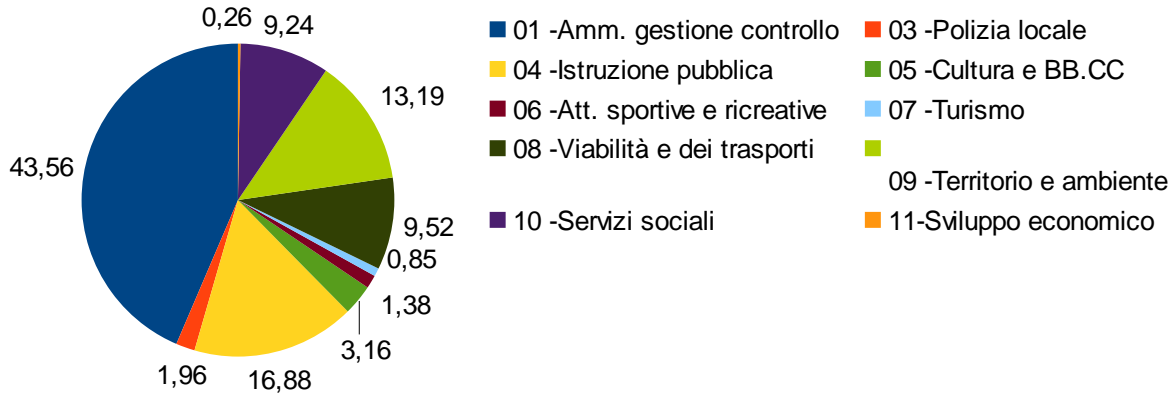 0,26 9,24
13,19
43,56
9,52
0,85
1,38
3,16
1,96 16,88
01 -Amm. gestione controllo 03 -Polizia locale
04 -Istruzione pubblica 05 -Cultura e BB.CC
06 -Att. sportive e ricreative 07 -Turismo
08 -Viabilità e dei trasporti
09 -Territorio e ambiente
10 -Servizi sociali 11-Sviluppo economico